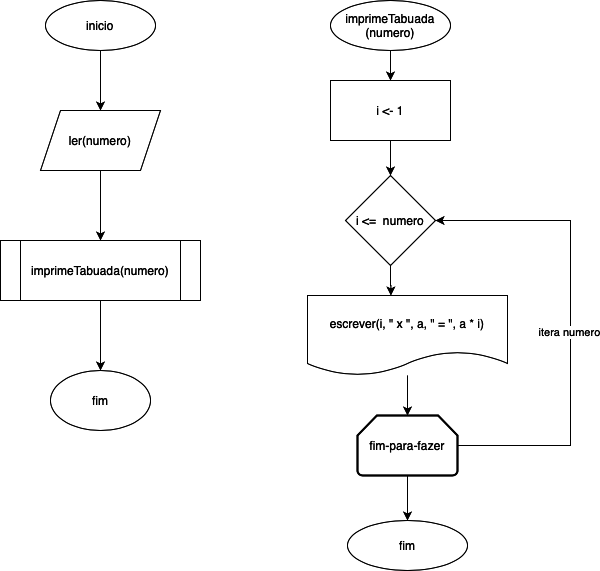 inicio
ler(numero)
imprimeTabuada(numero)
fim
imprimeTabuada
(numero)
i <- 1
i <= numero
escrever(i, " x ", a, " = ", a * i)
itera numero
fim-para-fazer
fim